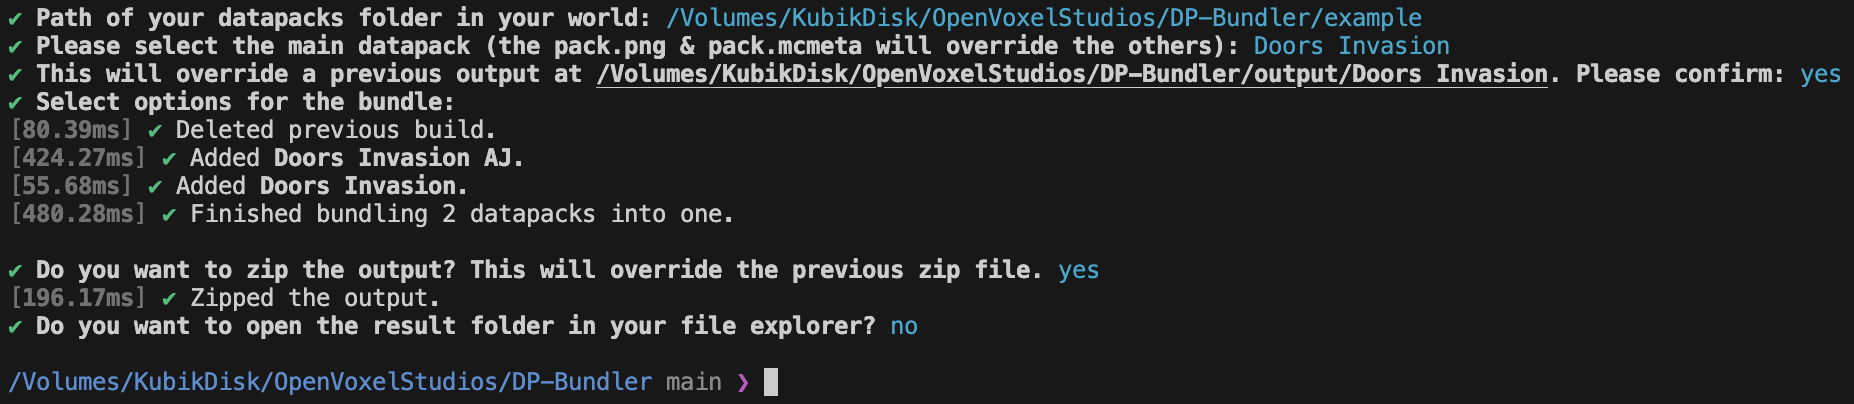 ✔ Path of your datapacks folder in your world: /Volumes/KubikDisk/OpenVoxelStudios/DP-Bundler/example
✔ Please select the main datapack (the pack.png & pack.mcmeta will override the others): Doors Invasion
✔ This will override a previous output at /Volumes/KubikDisk/OpenVoxelStudios/DP-Bundler/output/Doors Invasion. Please confirm: yes
✔ Select options for the bundle:
[80.39ms] ✔ Deleted previous build.
[424.27ms] ✔ Added Doors Invasion AJ.
[55.68ms] ✔ Added Doors Invasion.
[480.28ms] ✔ Finished bundling 2 datapacks into one.
✔ Do you want to zip the output? This will override the previous zip file. yes
[196.17ms] ✔ Zipped the output.
✔ Do you want to open the result folder in your file explorer? no
/Volumes/KubikDisk/OpenVoxelStudios/DP-Bundler main ❯